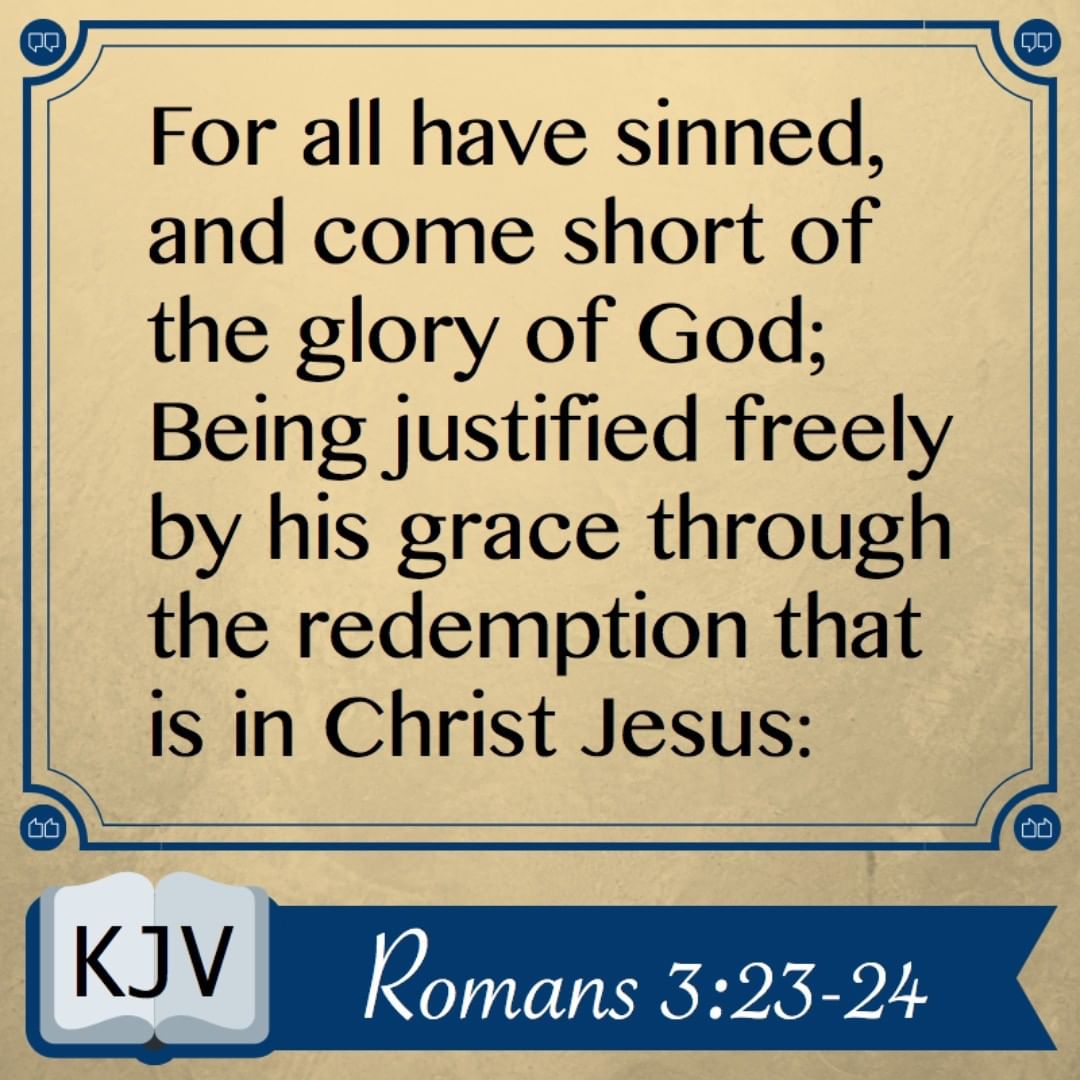 For all have sinned,
and come short of
the glory of God;
Being justified freely
by his grace through
the redemption that
is in Christ Jesus:
KJV
Romans 3:23-24